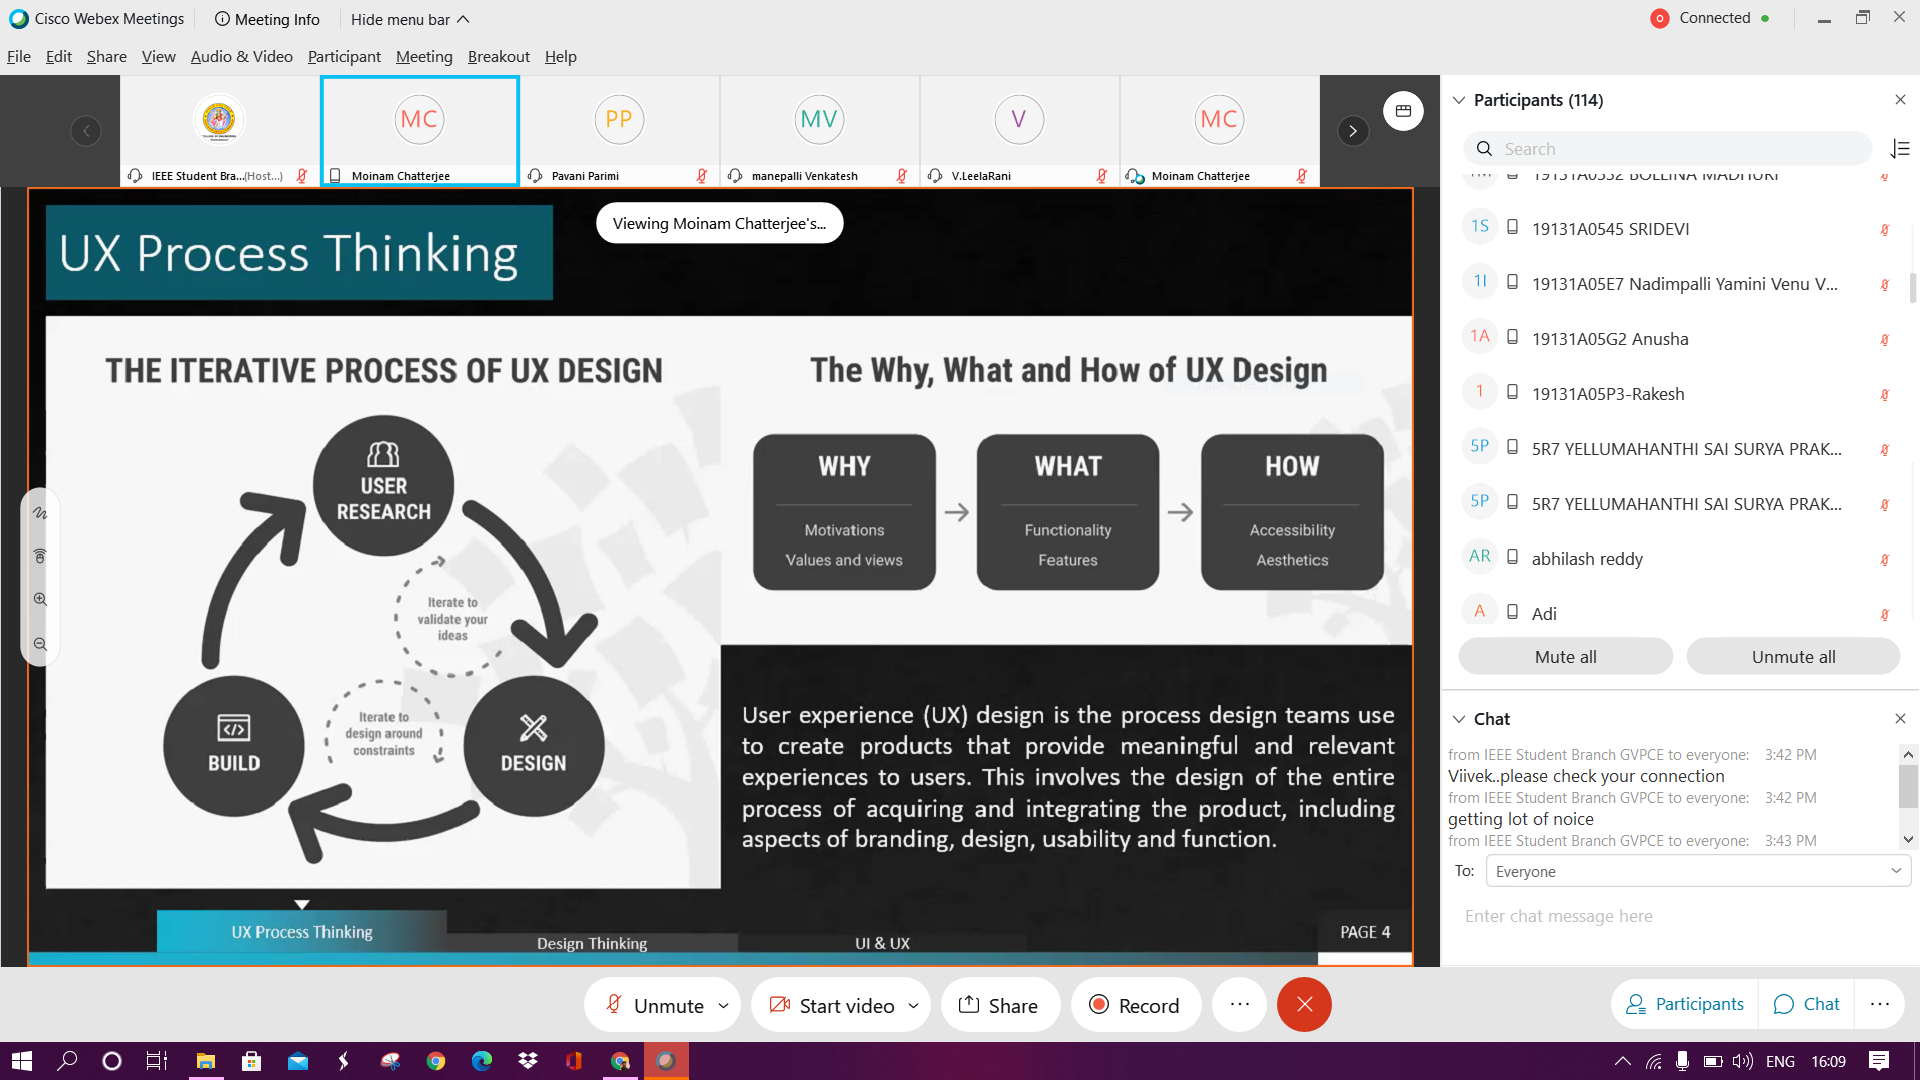 Cisco Webex Meetings
Meeting Info
Hide menu bar
Connected
File Edit Share View Audio & Video Participant Meeting Breakout Help
MC
PP
MV
V
MC
IEEE Student Bra...(Host...)
Moinam Chatterjee
Pavani Parimi
manepalli Venkatesh
V.LeelaRani
Moinam Chatterjee
Viewing Moinam Chatterjee's...
UX Process Thinking
THE ITERATIVE PROCESS OF UX DESIGN
USER
RESEARCH
Iterate to
validate your
ideas
Iterate to
design around
constraints
BUILD
DESIGN
The Why, What and How of UX Design
WHY
Motivations
Values and views
WHAT
Functionality
Features
HOW
Accessibility
Aesthetics
User experience (UX) design is the process design teams use
to create products that provide meaningful and relevant
experiences to users. This involves the design of the entire
process of acquiring and integrating the product, including
aspects of branding, design, usability and function.
UX Process Thinking
Design Thinking
UI & UX
PAGE 4
Participants (114)
Search
19131A0532 BOLLINA MADHURI
1S 19131A0545 SRIDEVI
1I 19131A05E7 Nadimpalli Yamini Venu V...
1A 19131A05G2 Anusha
1 19131A05P3-Rakesh
5P 5R7 YELLUMAHANTHI SAI SURYA PRAK...
5P 5R7 YELLUMAHANTHI SAI SURYA PRAK...
AR abhilash reddy
A Adi
Mute all
Unmute all
Chat
from IEEE Student Branch GVPCE to everyone: 3:42 PM
Viivek..please check your connection
from IEEE Student Branch GVPCE to everyone: 3:42 PM
getting lot of noice
from IEEE Student Branch GVPCE to everyone: 3:43 PM
To: Everyone
Enter chat message here
Unmute
Start video
Share
Record
Participants
Chat
ENG
16:09